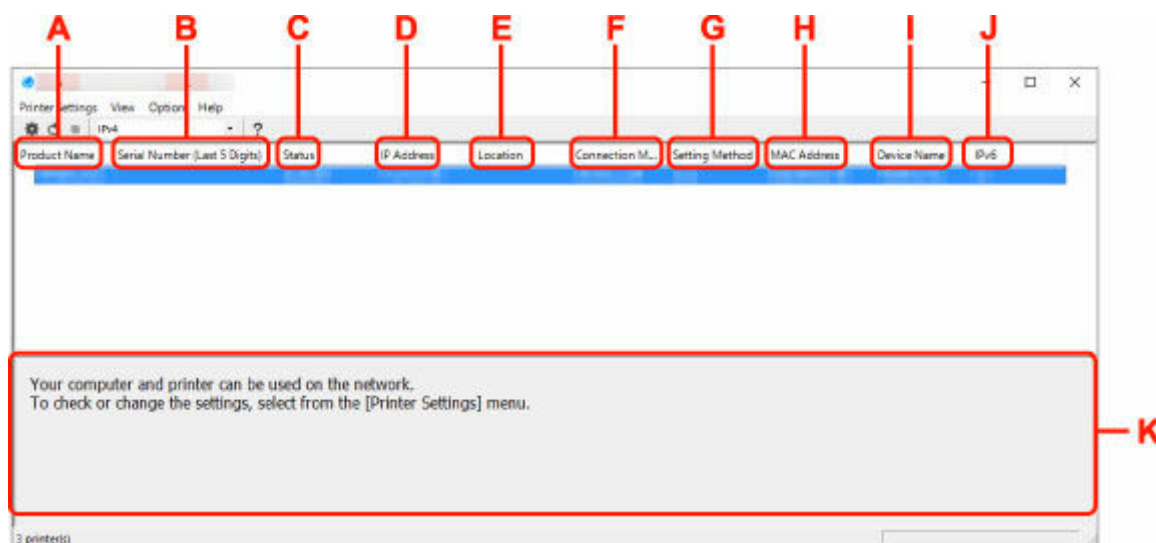 A B C D E F G H I J
Printer Settings View Option Help
IPv4 ?
Product Name Serial Number (Last 5 Digits) Status IP Address Location Connection M... Setting Method MAC Address Device Name IPv6
Your computer and printer can be used on the network.
To check or change the settings, select from the [Printer Settings] menu.
K
3 printer(s)